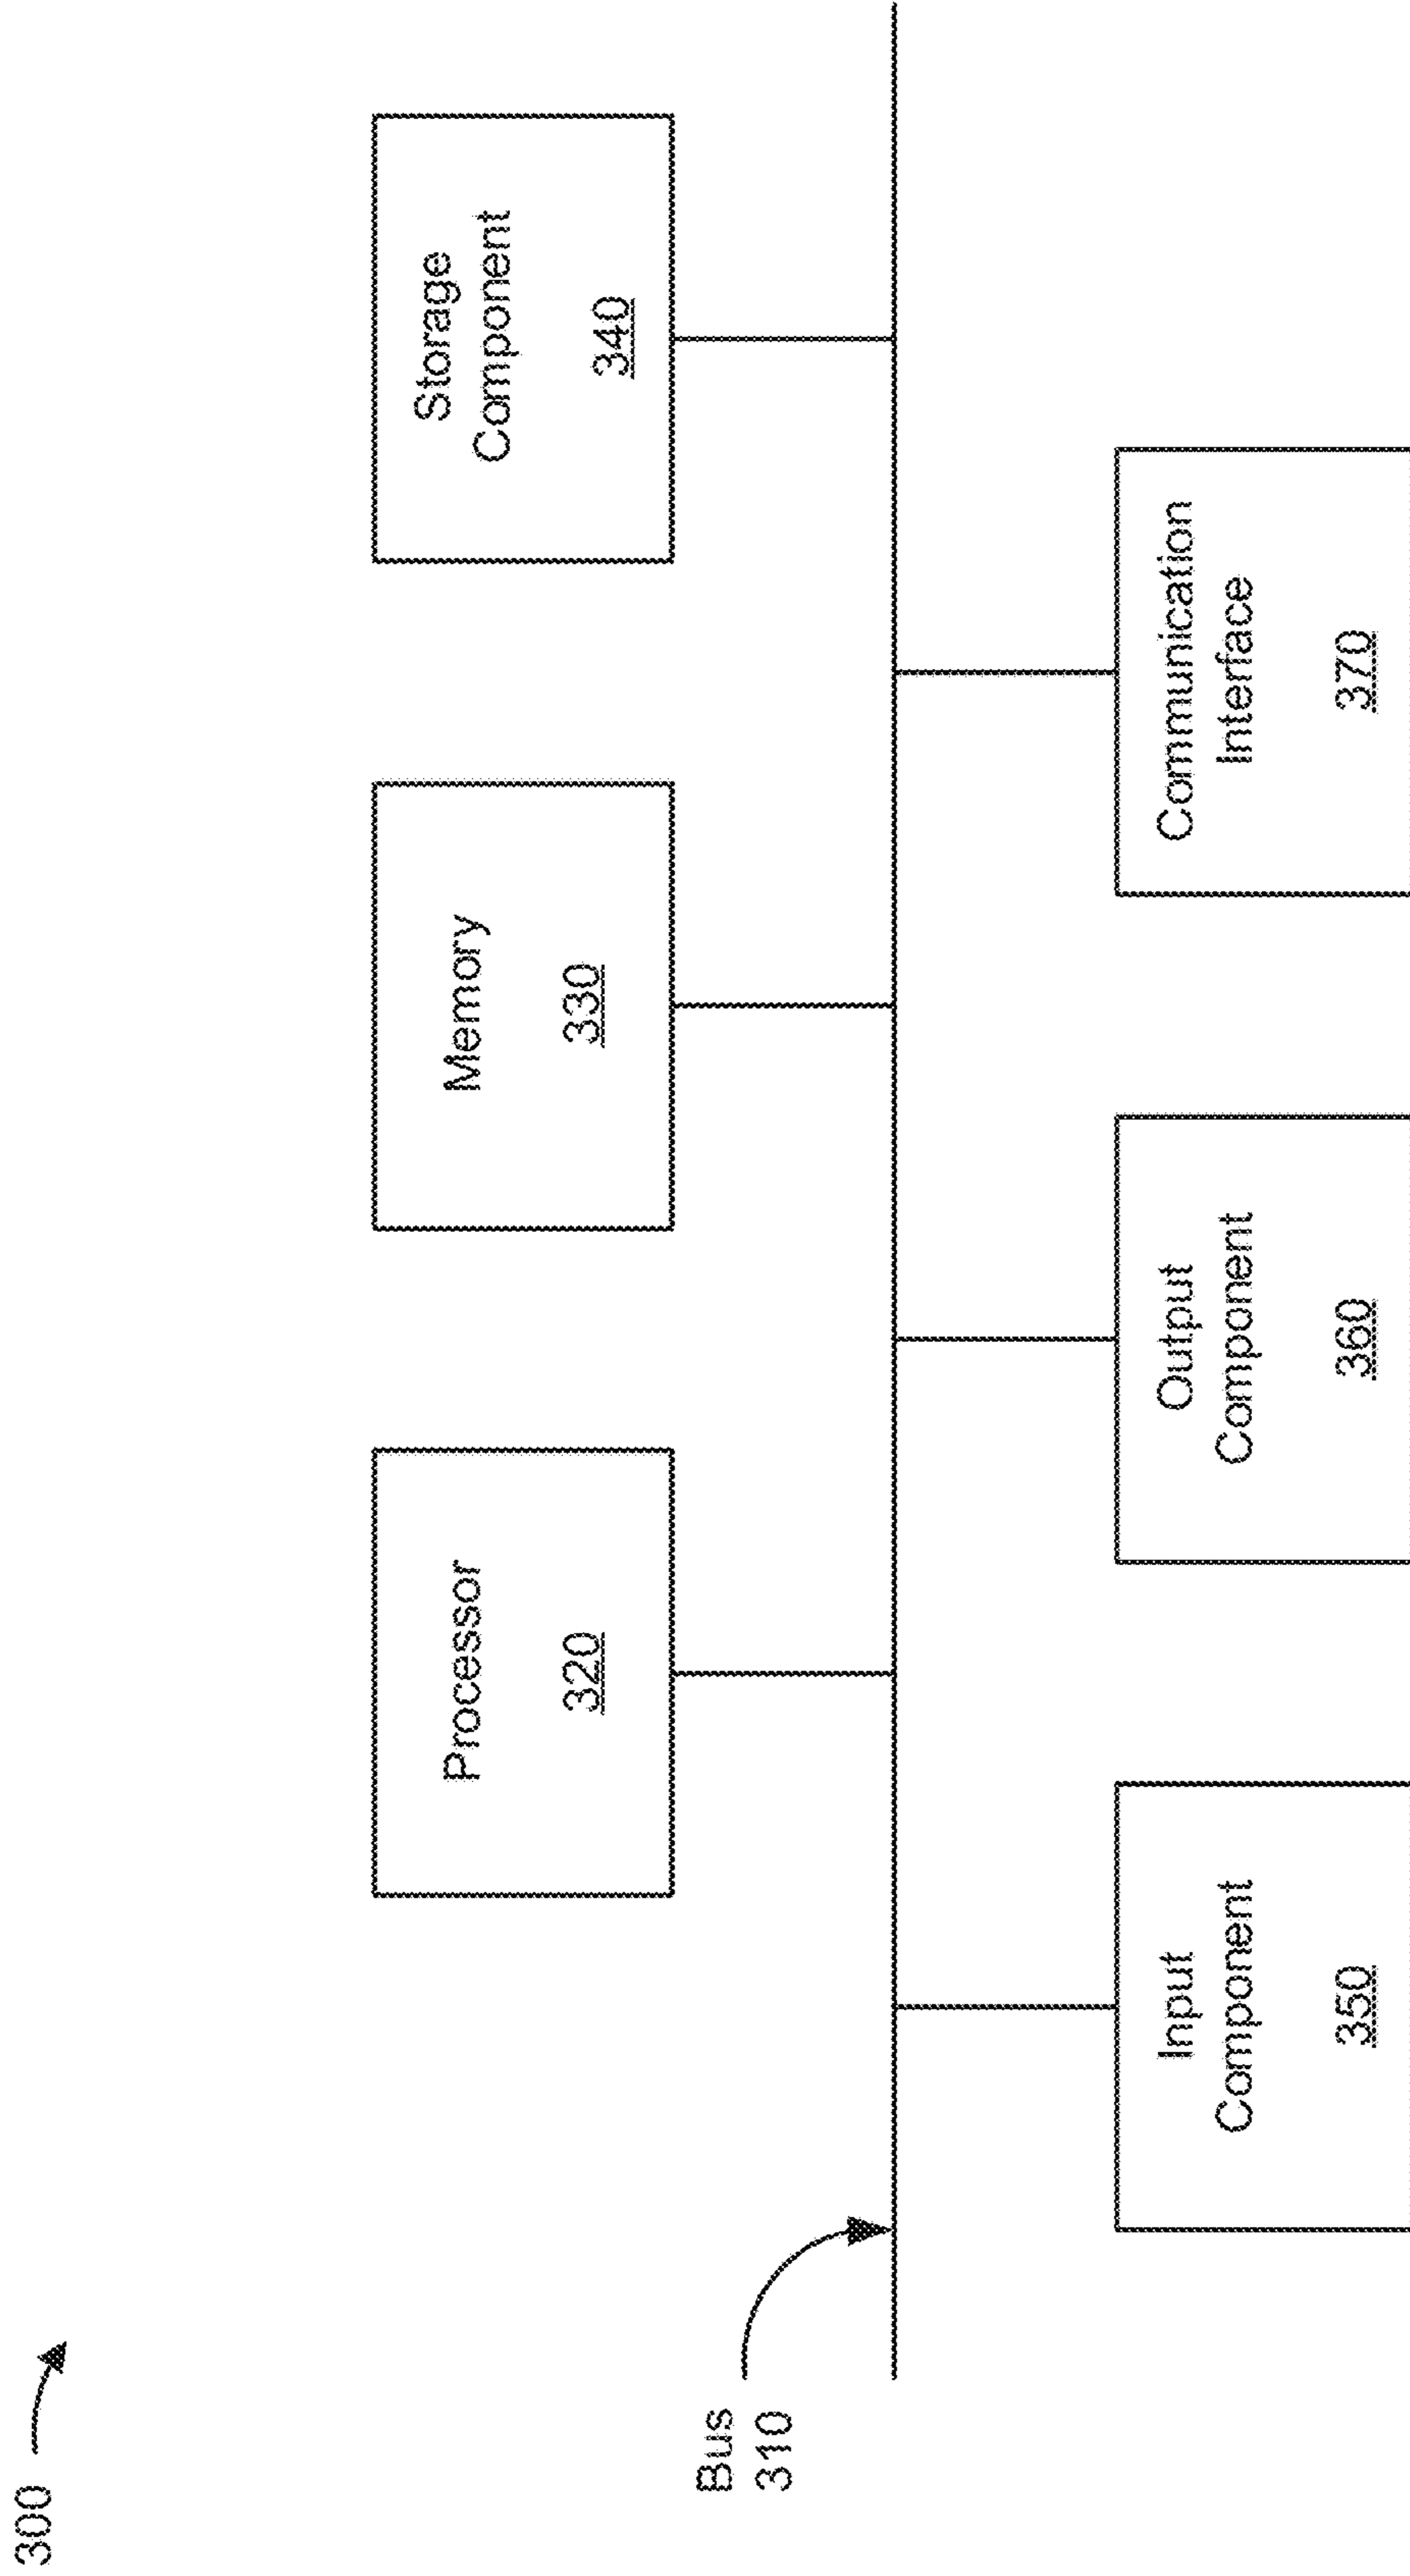 300
Processor
320
Memory
330
Storage
Component
340
Bus
310
Input
Component
350
Output
Component
360
Communication
Interface
370